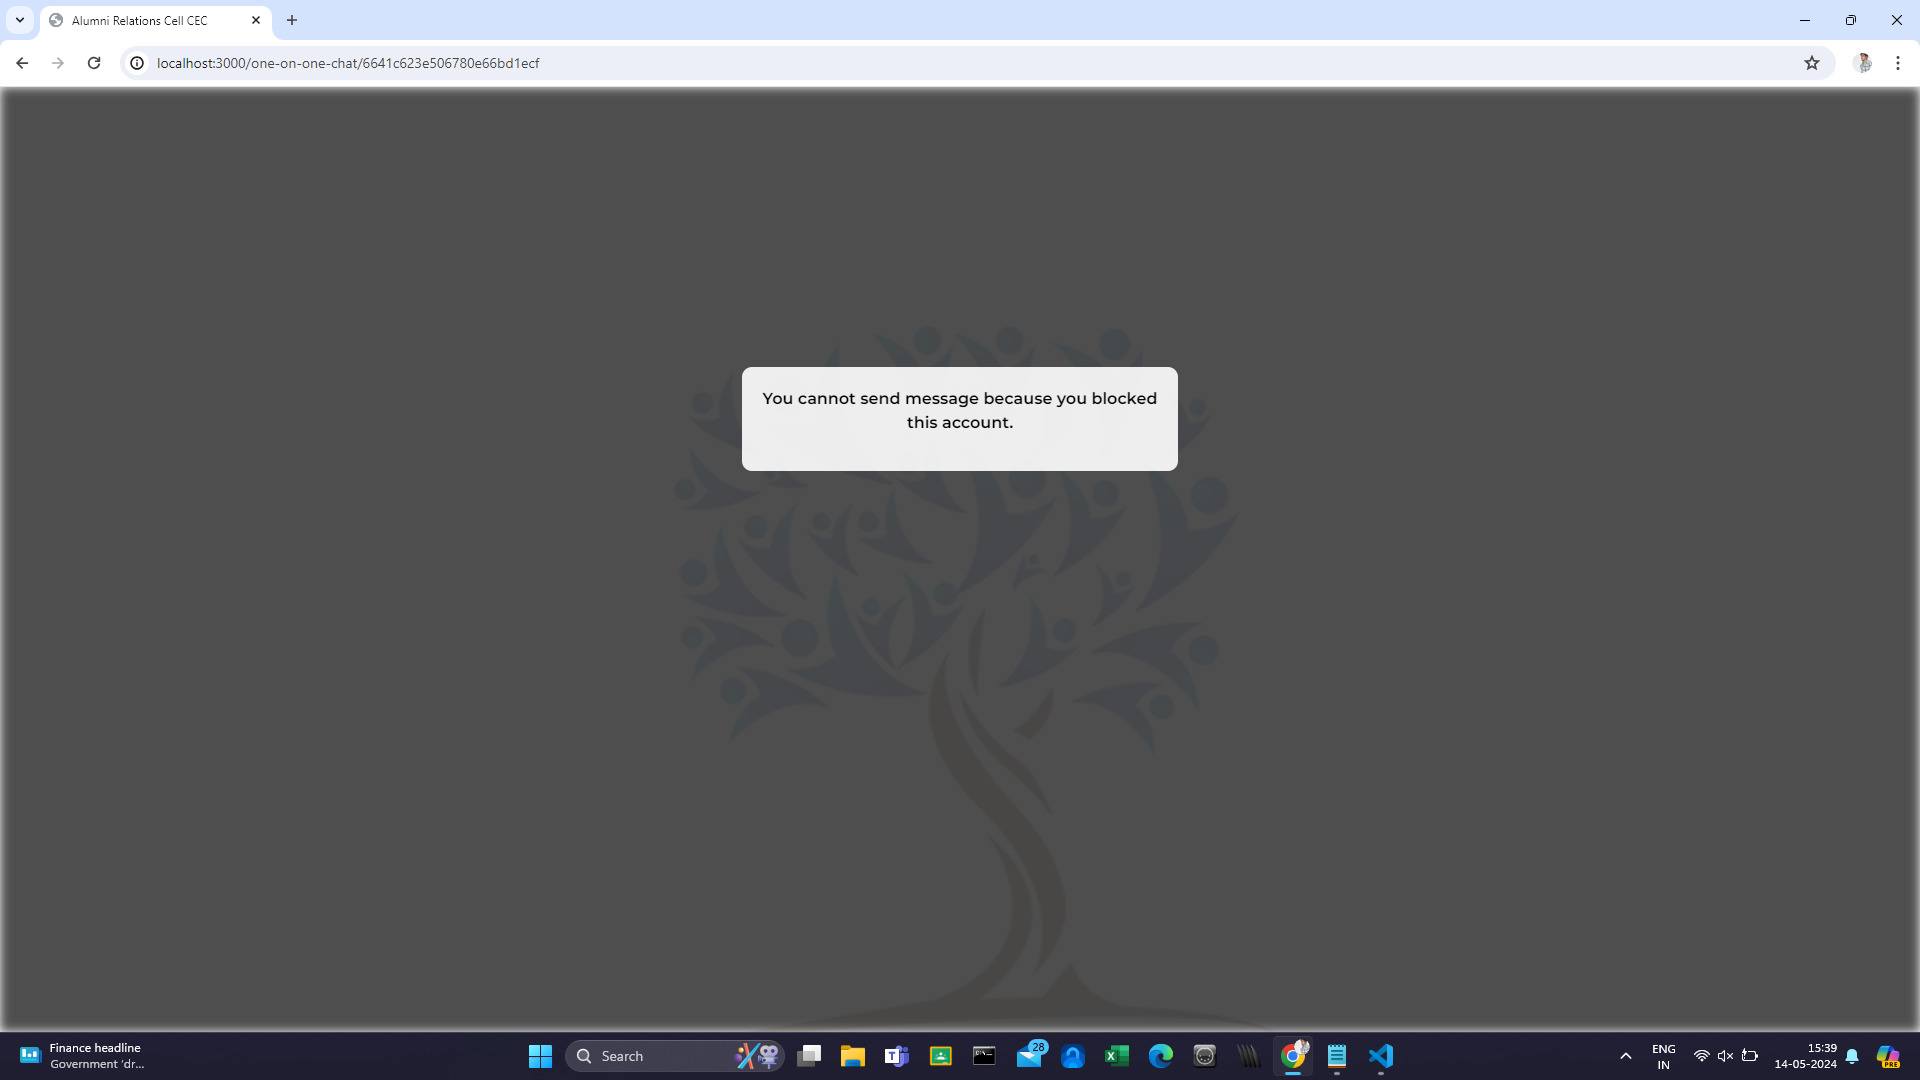 Alumni Relations Cell CEC
localhost:3000/one-on-one-chat/6641c623e506780e66bd1ecf
You cannot send message because you blocked
this account.
Finance headline
Government 'dr...
Search
28
ENG
IN
15:39
14-05-2024
PRE